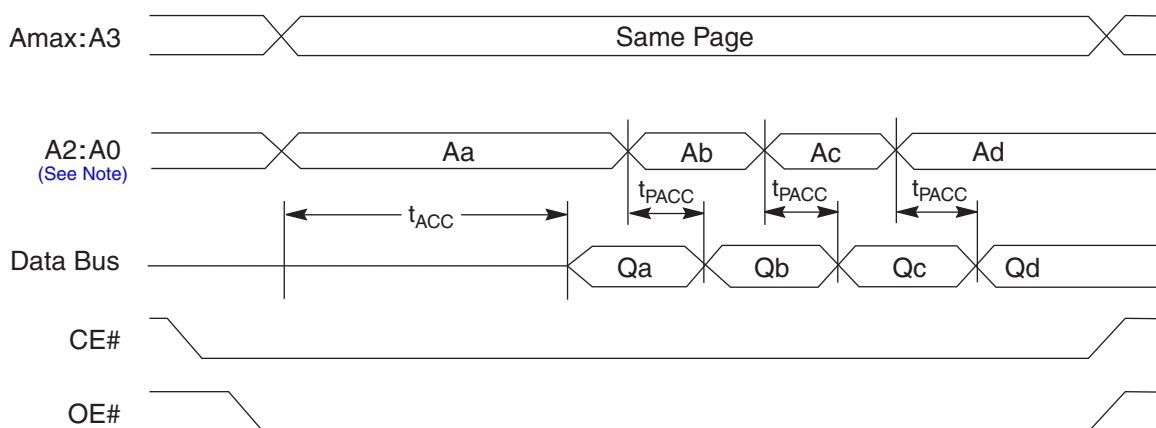 Amax:A3
Same Page
A2:A0
(See Note)
Aa
Ab
Ac
Ad
tACC
tPACC
tPACC
tPACC
Data Bus
Qa
Qb
Qc
Qd
CE#
OE#